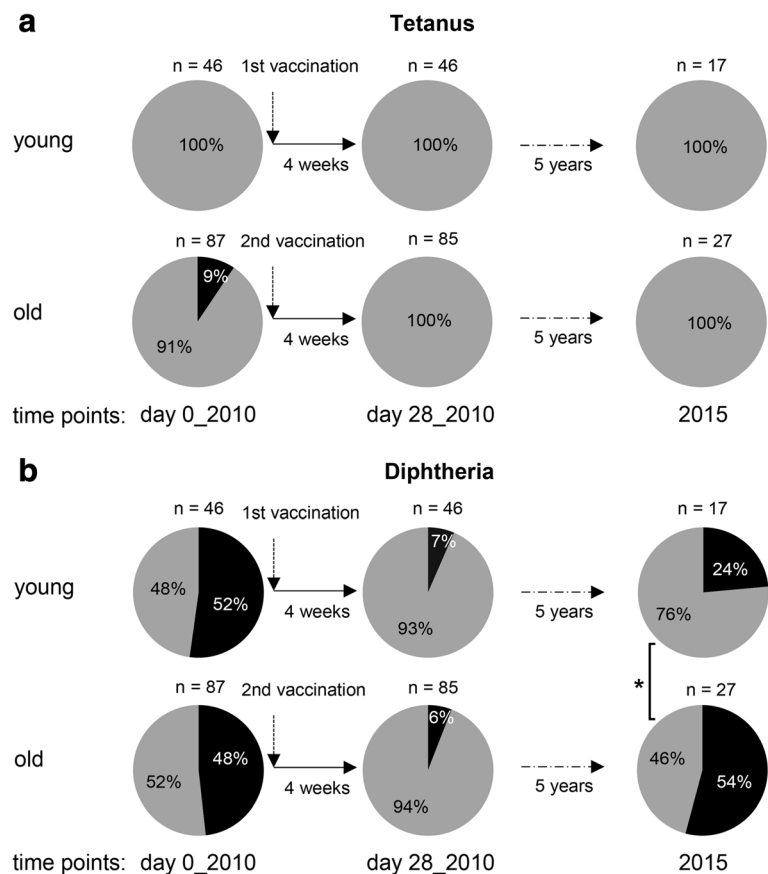 a
Tetanus
n = 46 1st vaccination n = 46 n = 17
young 100% 100% 100%
4 weeks 5 years
n = 87 2nd vaccination n = 85 n = 27
9%
old 100% 100%
91% 4 weeks 5 years
time points: day 0_2010 day 28_2010 2015
b
Diphtheria
n = 46 1st vaccination n = 46 n = 17
7%
24%
young 48% 52%
4 weeks 5 years
93% 76%
*
n = 87 2nd vaccination n = 85 n = 27
6%
old 52% 48% 46% 54%
4 weeks 5 years
94%
time points: day 0_2010 day 28_2010 2015